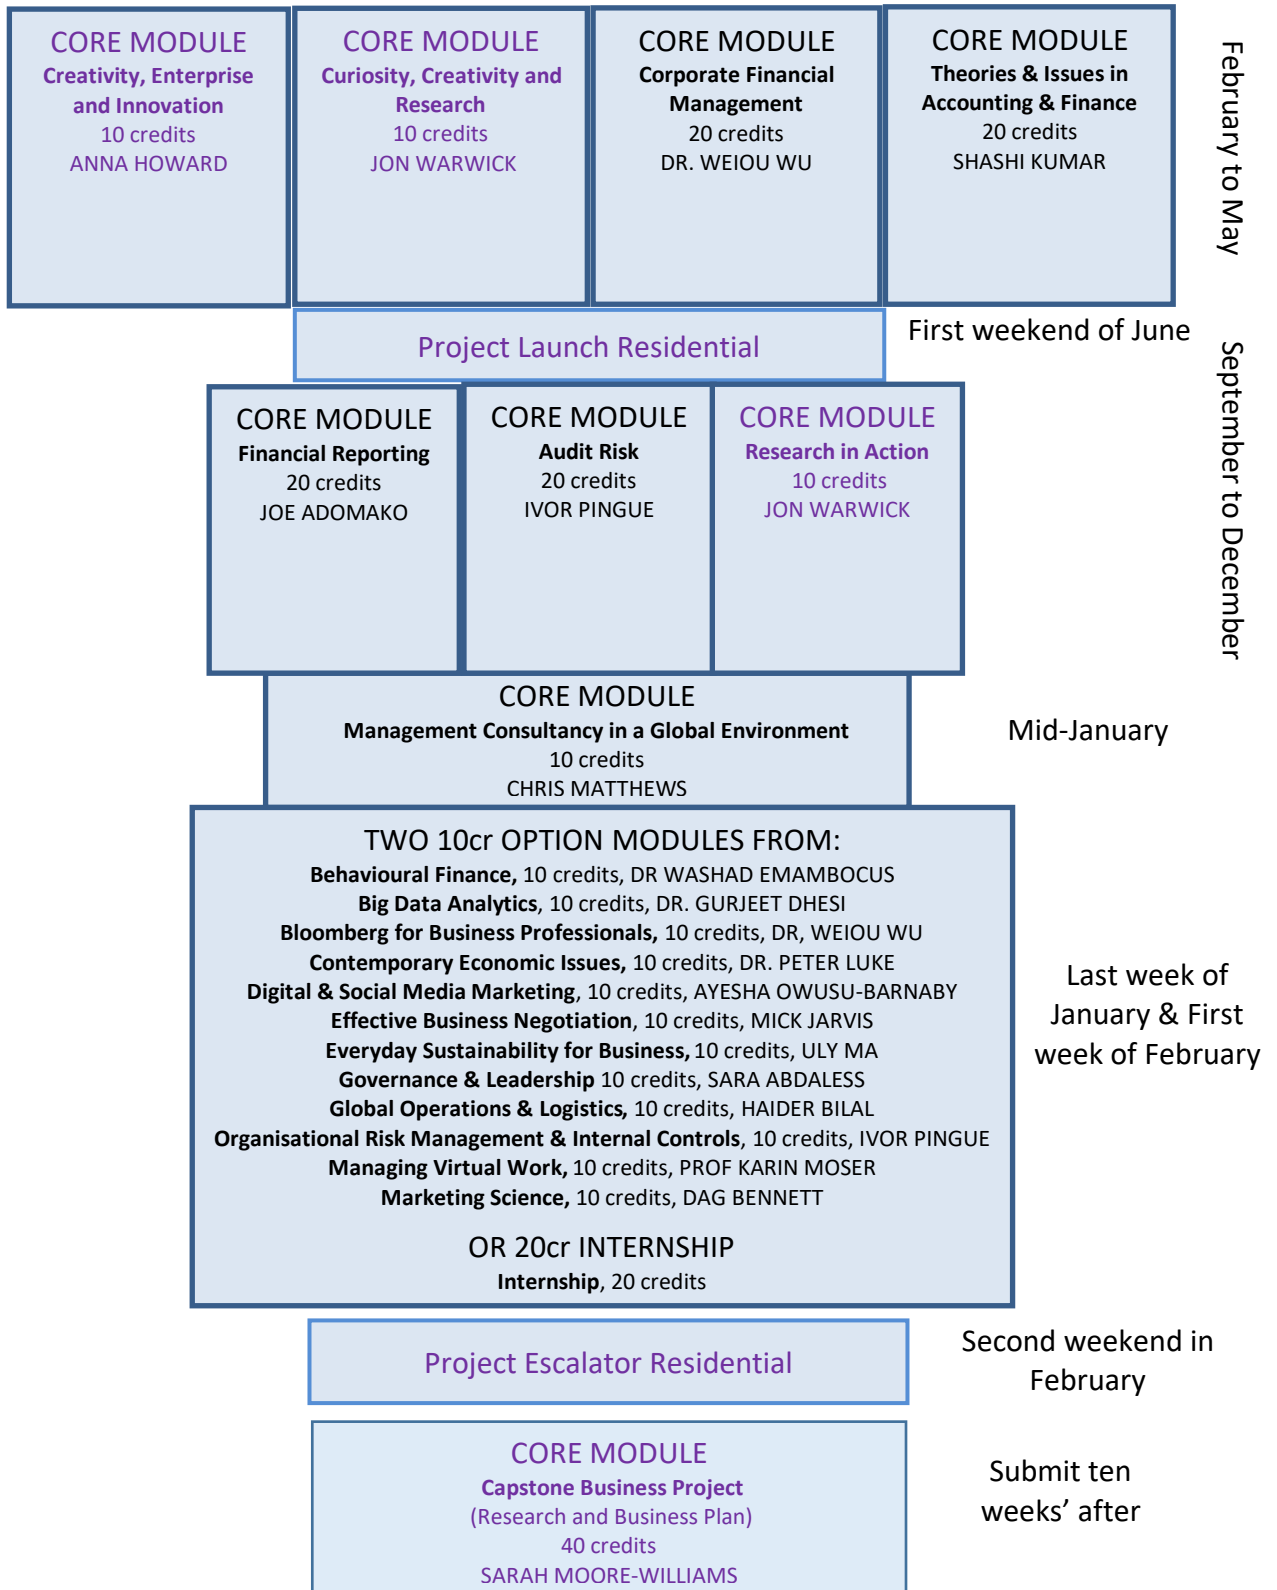 CORE MODULE
Creativity, Enterprise
and Innovation
10 credits
ANNA HOWARD
CORE MODULE
Curiosity, Creativity and
Research
10 credits
JON WARWICK
CORE MODULE
Corporate Financial
Management
20 credits
DR. WEIOU WU
CORE MODULE
Theories & Issues in
Accounting & Finance
20 credits
SHASHI KUMAR
February to May
Project Launch Residential
First weekend of June
CORE MODULE
Financial Reporting
20 credits
JOE ADOMAKO
CORE MODULE
Audit Risk
20 credits
IVOR PINGUE
CORE MODULE
Research in Action
10 credits
JON WARWICK
September to December
CORE MODULE
Management Consultancy in a Global Environment
10 credits
CHRIS MATTHEWS
Mid-January
TWO 10cr OPTION MODULES FROM:
Behavioural Finance, 10 credits, DR WASHAD EMAMBOCUS
Big Data Analytics, 10 credits, DR. GURJEET DHESI
Bloomberg for Business Professionals, 10 credits, DR, WEIOU WU
Contemporary Economic Issues, 10 credits, DR. PETER LUKE
Digital & Social Media Marketing, 10 credits, AYESHA OWUSU-BARNABY
Effective Business Negotiation, 10 credits, MICK JARVIS
Everyday Sustainability for Business, 10 credits, ULY MA
Governance & Leadership 10 credits, SARA ABDALESS
Global Operations & Logistics, 10 credits, HAIDER BILAL
Organisational Risk Management & Internal Controls, 10 credits, IVOR PINGUE
Managing Virtual Work, 10 credits, PROF KARIN MOSER
Marketing Science, 10 credits, DAG BENNETT
OR 20cr INTERNSHIP
Internship, 20 credits
Last week of
January & First
week of February
Project Escalator Residential
Second weekend in
February
CORE MODULE
Capstone Business Project
(Research and Business Plan)
40 credits
SARAH MOORE-WILLIAMS
Submit ten
weeks’ after